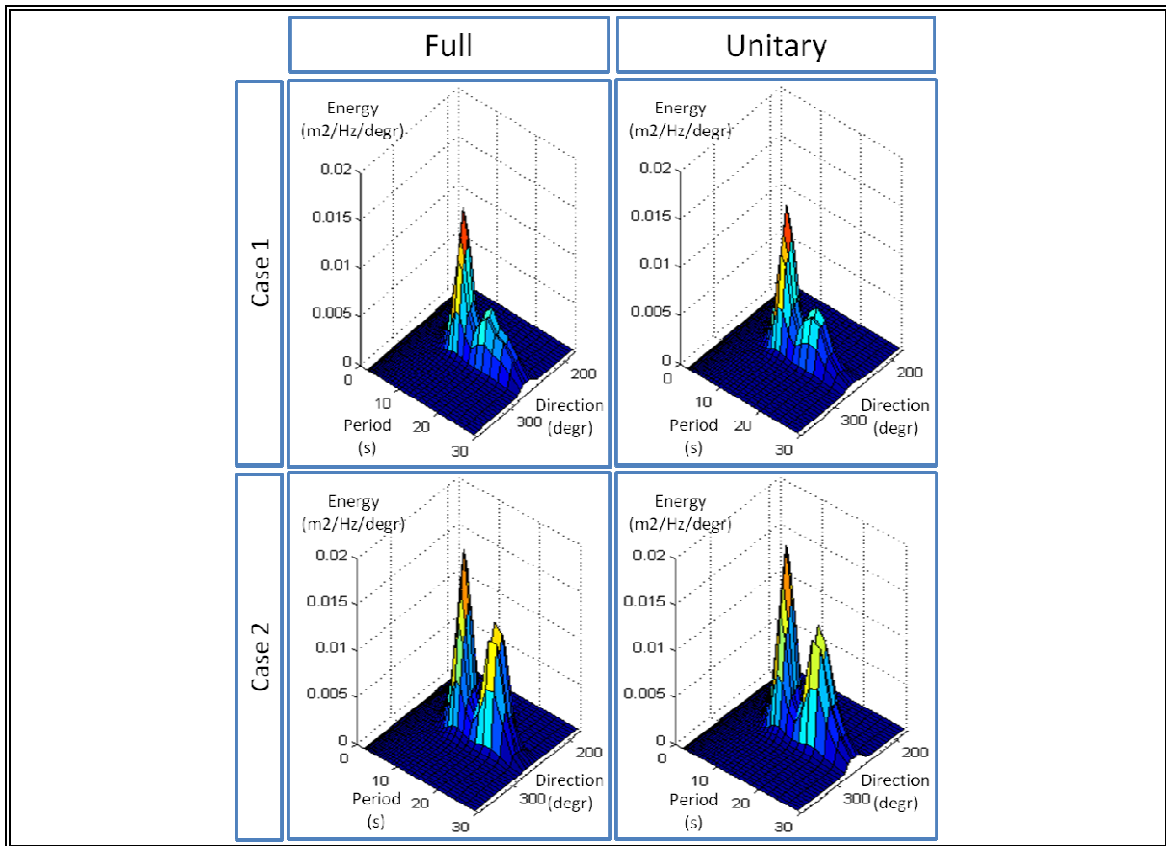 Full
Unitary
Case 1
Energy
(m2/Hz/degr)
0.02
0.015
0.01
0.005
0
0
10
20
30
Period
(s)
200
300
Direction
(degr)
Energy
(m2/Hz/degr)
0.02
0.015
0.01
0.005
0
0
10
20
30
Period
(s)
200
300
Direction
(degr)
Case 2
Energy
(m2/Hz/degr)
0.02
0.015
0.01
0.005
0
0
10
20
30
Period
(s)
200
300
Direction
(degr)
Energy
(m2/Hz/degr)
0.02
0.015
0.01
0.005
0
0
10
20
30
Period
(s)
200
300
Direction
(degr)